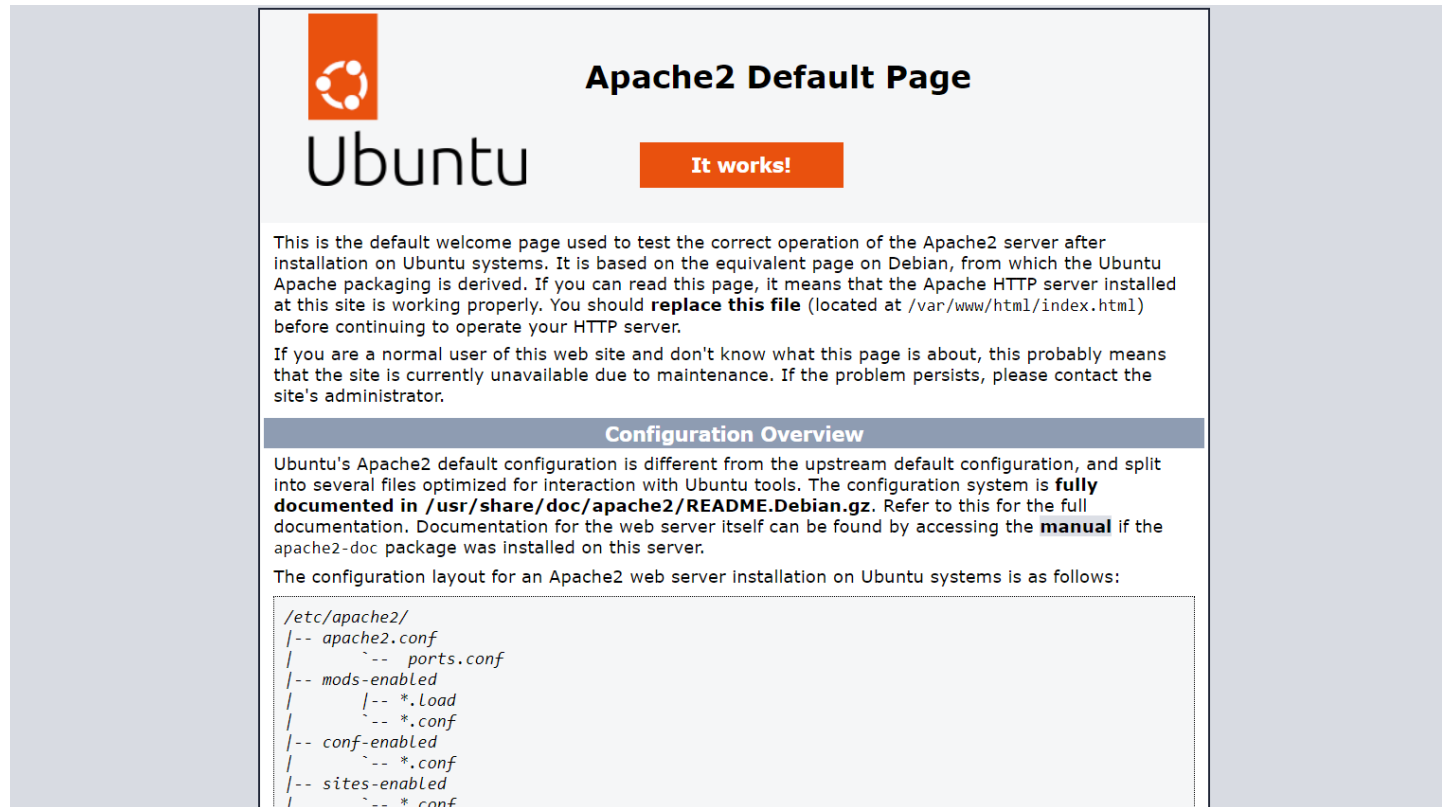 Apache2 Default Page
Ubuntu
It works!
This is the default welcome page used to test the correct operation of the Apache2 server after
installation on Ubuntu systems. It is based on the equivalent page on Debian, from which the Ubuntu
Apache packaging is derived. If you can read this page, it means that the Apache HTTP server installed
at this site is working properly. You should replace this file (located at /var/www/html/index.html)
before continuing to operate your HTTP server.
If you are a normal user of this web site and don't know what this page is about, this probably means
that the site is currently unavailable due to maintenance. If the problem persists, please contact the
site's administrator.
Configuration Overview
Ubuntu's Apache2 default configuration is different from the upstream default configuration, and split
into several files optimized for interaction with Ubuntu tools. The configuration system is fully
documented in /usr/share/doc/apache2/README.Debian.gz. Refer to this for the full
documentation. Documentation for the web server itself can be found by accessing the manual if the
apache2-doc package was installed on this server.
The configuration layout for an Apache2 web server installation on Ubuntu systems is as follows:
/etc/apache2/
|-- apache2.conf
|       `--  ports.conf
|-- mods-enabled
|       |-- *.load
|       `-- *.conf
|-- conf-enabled
|       `-- *.conf
|-- sites-enabled
|       `-- *.conf